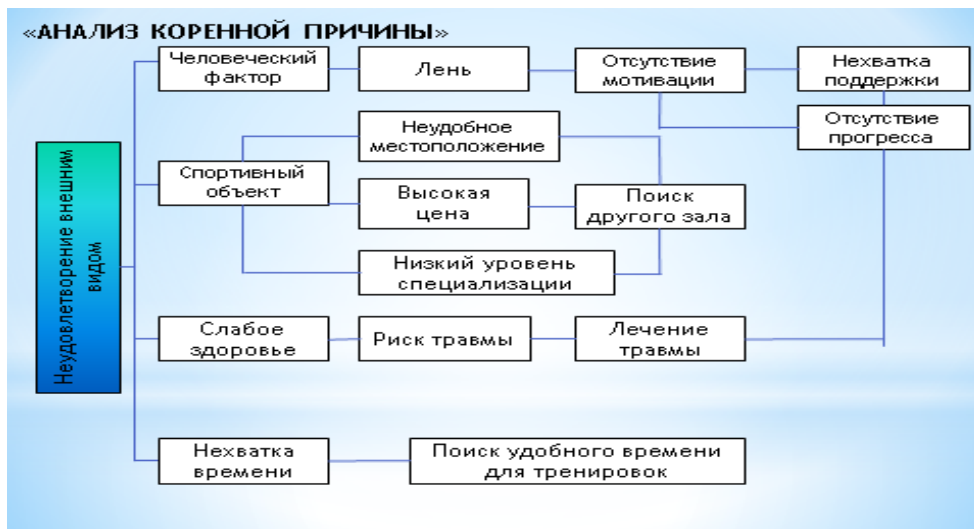 «АНАЛИЗ КОРЕННОЙ ПРИЧИНЫ»
Неудовлетворение внешним
видом
Человеческий
фактор
Лень
Отсутствие
мотивации
Нехватка
поддержки
Отсутствие
прогресса
Спортивный
объект
Неудобное
местоположение
Высокая
цена
Низкий уровень
специализации
Поиск
другого зала
Слабое
здоровье
Риск травмы
Лечение
травмы
Нехватка
времени
Поиск удобного времени
для тренировок